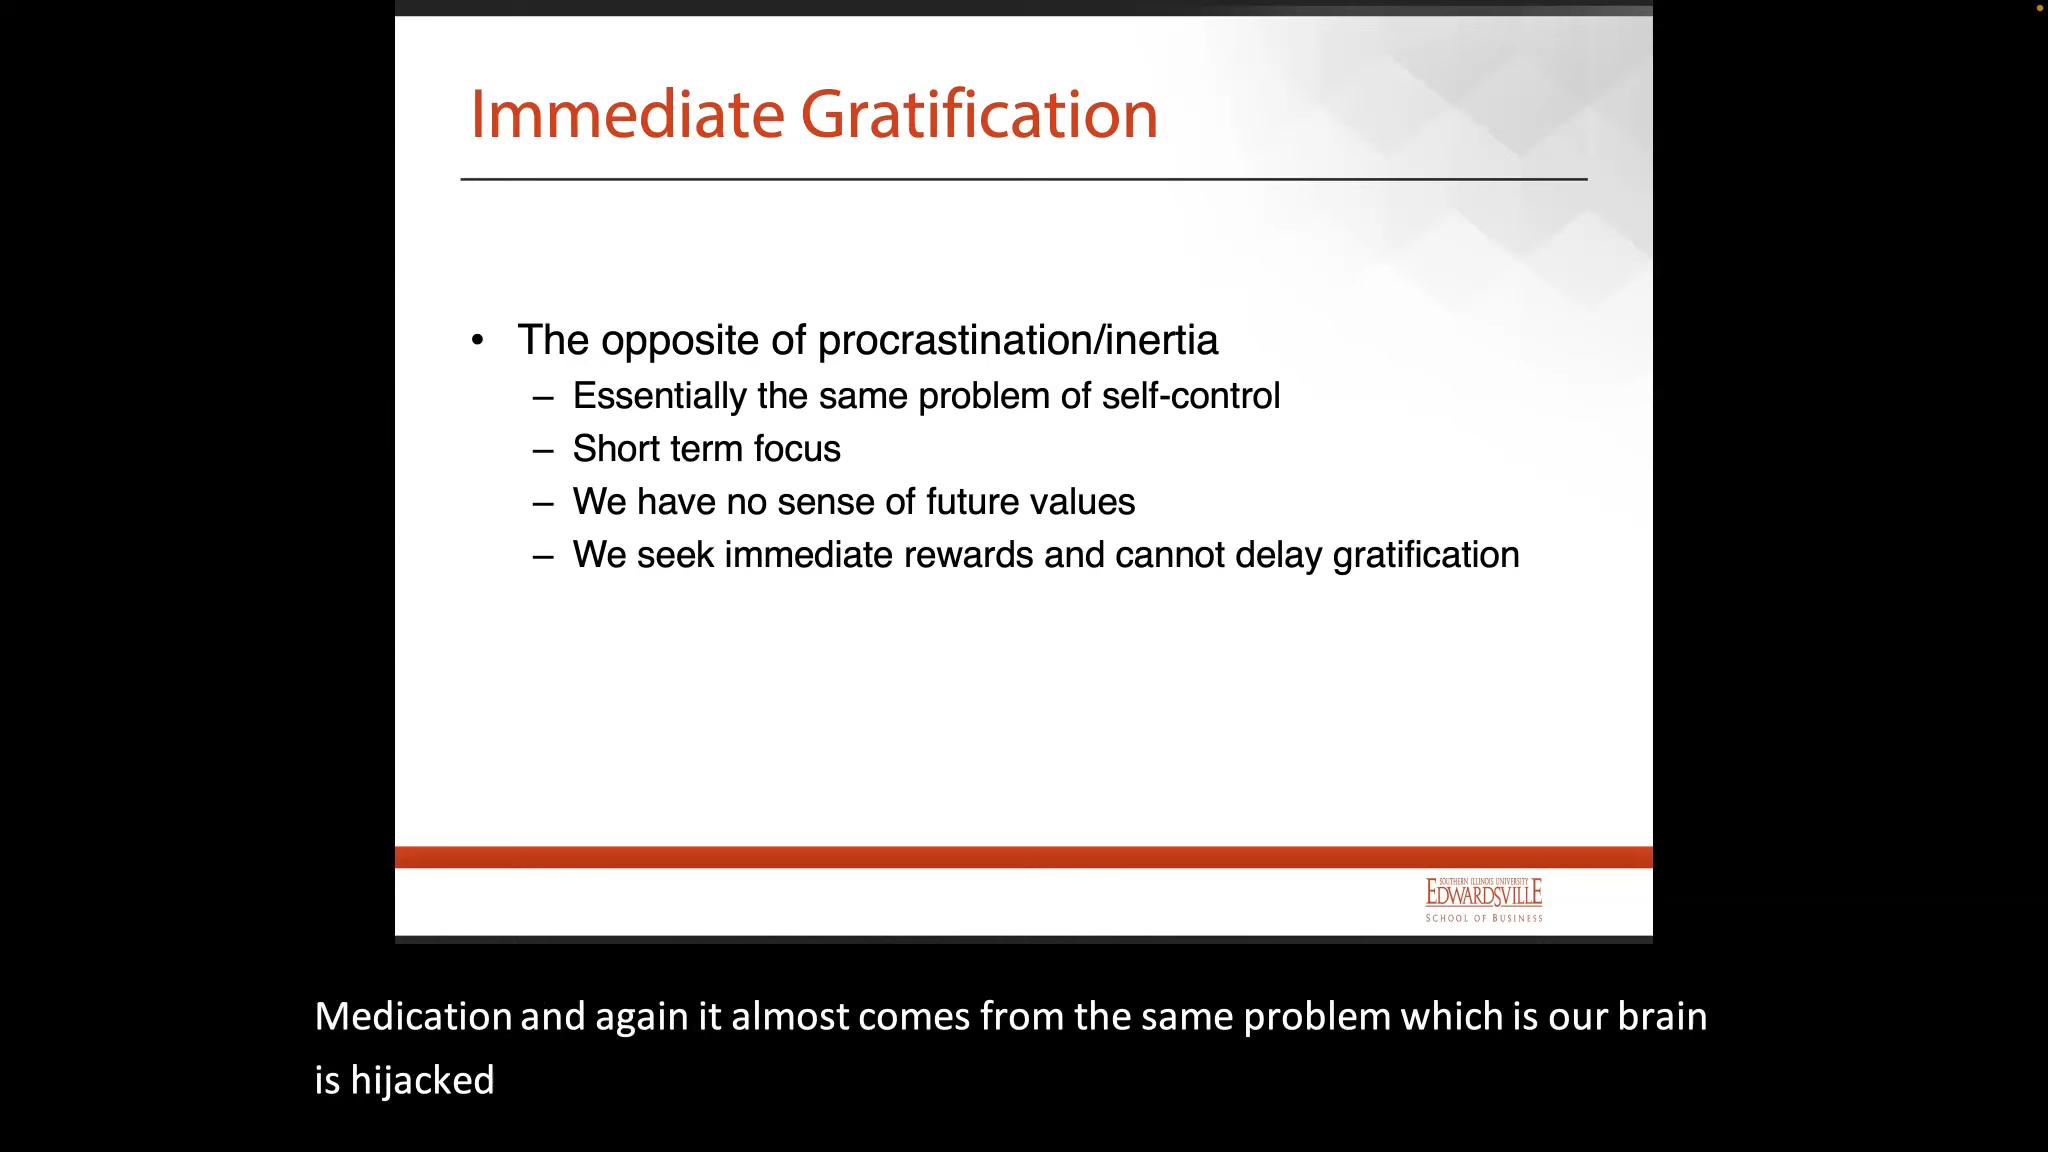 Immediate Gratification
• The opposite of procrastination/inertia
– Essentially the same problem of self-control
– Short term focus
– We have no sense of future values
– We seek immediate rewards and cannot delay gratification
SOUTHERN ILLINOIS UNIVERSITY
EDWARDSVILLE
SCHOOL OF BUSINESS
Medication and again it almost comes from the same problem which is our brain
is hijacked